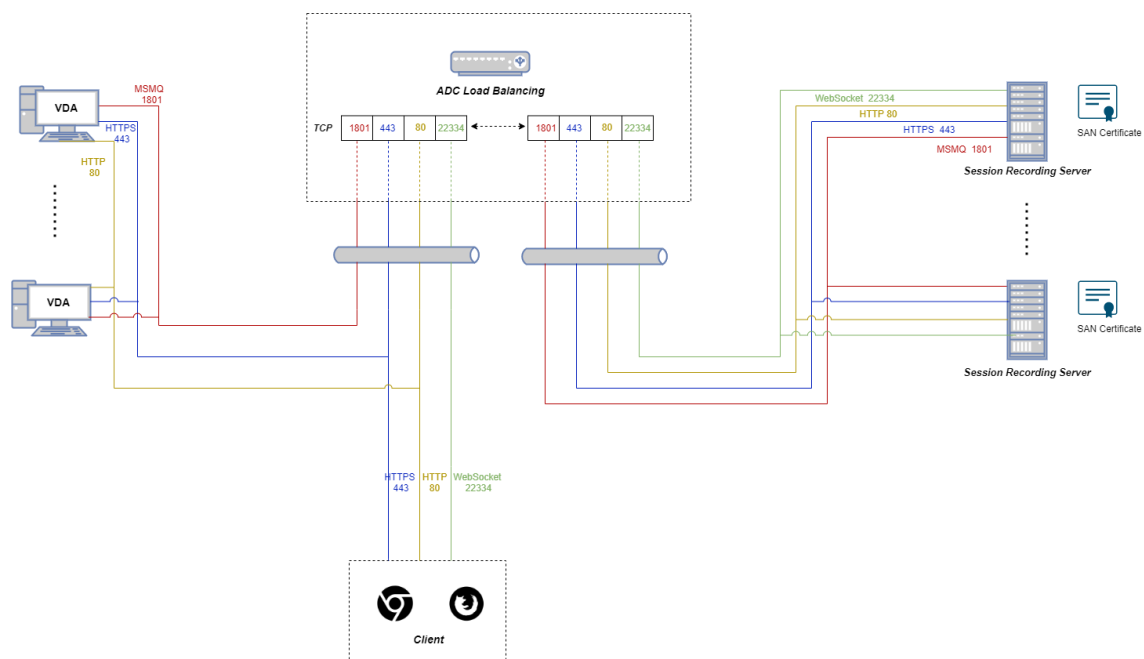 ADC Load Balancing
TCP
1801 443 80 22334
1801 443 80 22334
VDA
MSMQ
1801
HTTPS
443
HTTP
80
VDA
WebSocket 22334
HTTP 80
HTTPS 443
MSMQ 1801
SAN Certificate
Session Recording Server
SAN Certificate
Session Recording Server
HTTPS
443
HTTP
80
WebSocket
22334
Client